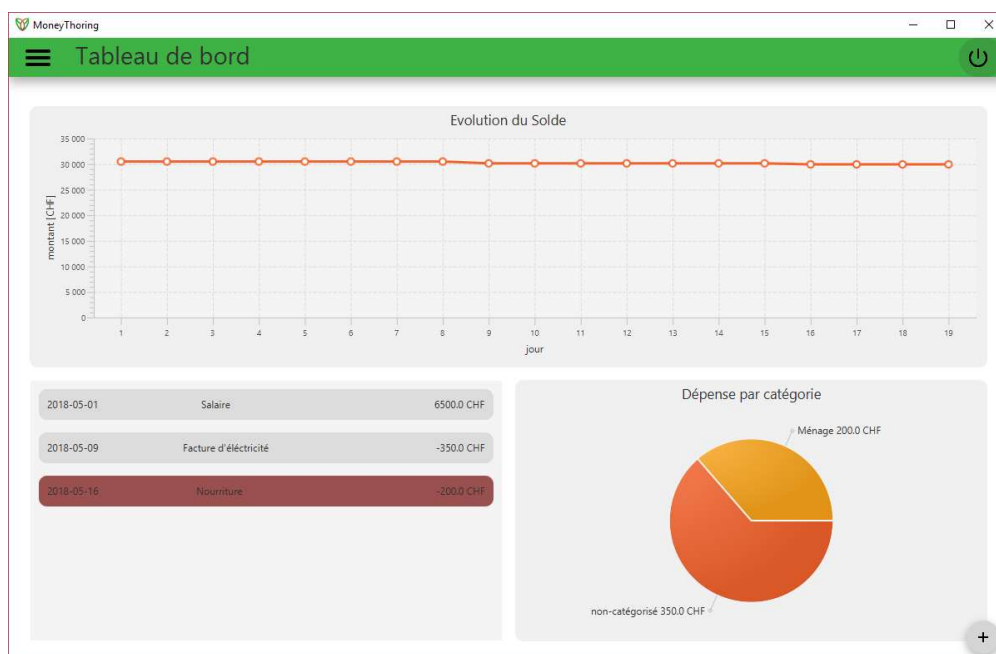 MoneyThoring
Tableau de bord
Evolution du Solde
35 000
30 000
25 000
20 000
15 000
10 000
5 000
0
montant [CHF]
1 2 3 4 5 6 7 8 9 10 11 12 13 14 15 16 17 18 19
jour
2018-05-01 Salaire 6500.0 CHF
2018-05-09 Facture d'éléctricité -350.0 CHF
2018-05-16 Nourriture -200.0 CHF
Dépense par catégorie
Ménage 200.0 CHF
non-catégorisé 350.0 CHF
+